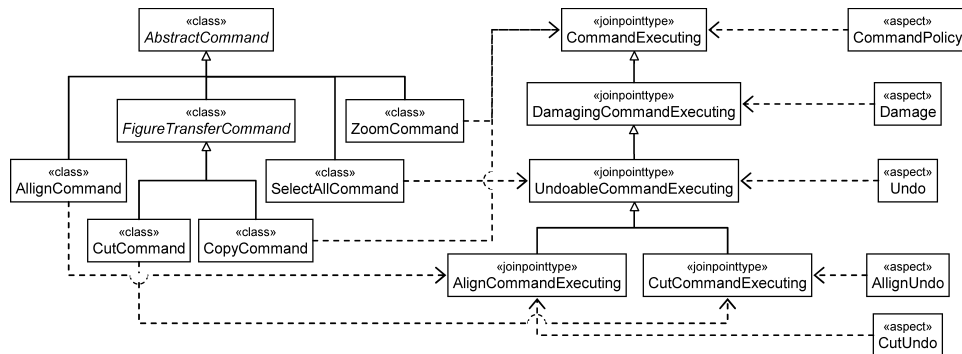 «class»
AbstractCommand
«joinpointtype»
CommandExecuting
«aspect»
CommandPolicy
«class»
FigureTransferCommand
«class»
ZoomCommand
«joinpointtype»
DamagingCommandExecuting
«aspect»
Damage
«class»
AllignCommand
«class»
SelectAllCommand
«joinpointtype»
UndoableCommandExecuting
«aspect»
Undo
«class»
CutCommand
«class»
CopyCommand
«joinpointtype»
AlignCommandExecuting
«joinpointtype»
CutCommandExecuting
«aspect»
AllignUndo
«aspect»
CutUndo